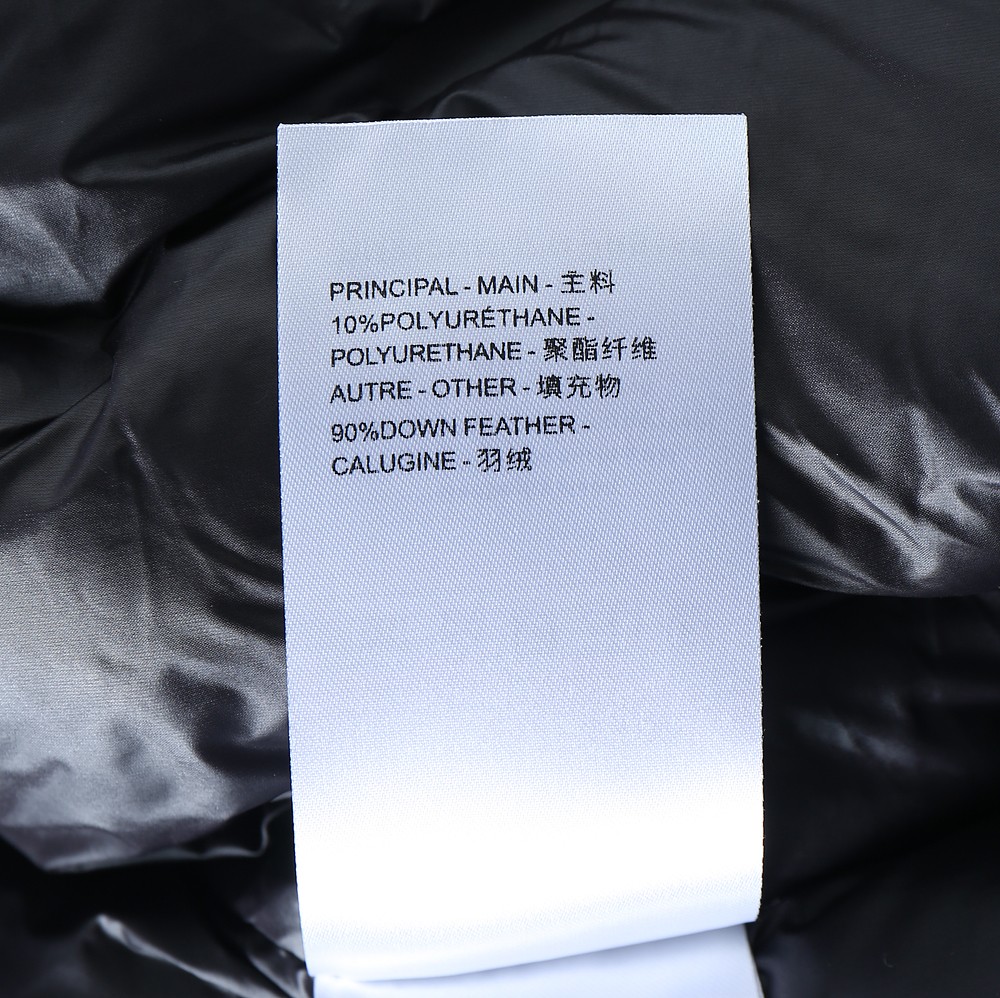 PRINCIPAL - MAIN - 主料
10%POLYURÉTHANE -
POLYURETHANE - 聚酯纤维
AUTRE - OTHER - 填充物
90%DOWN FEATHER -
CALUGINE - 羽绒